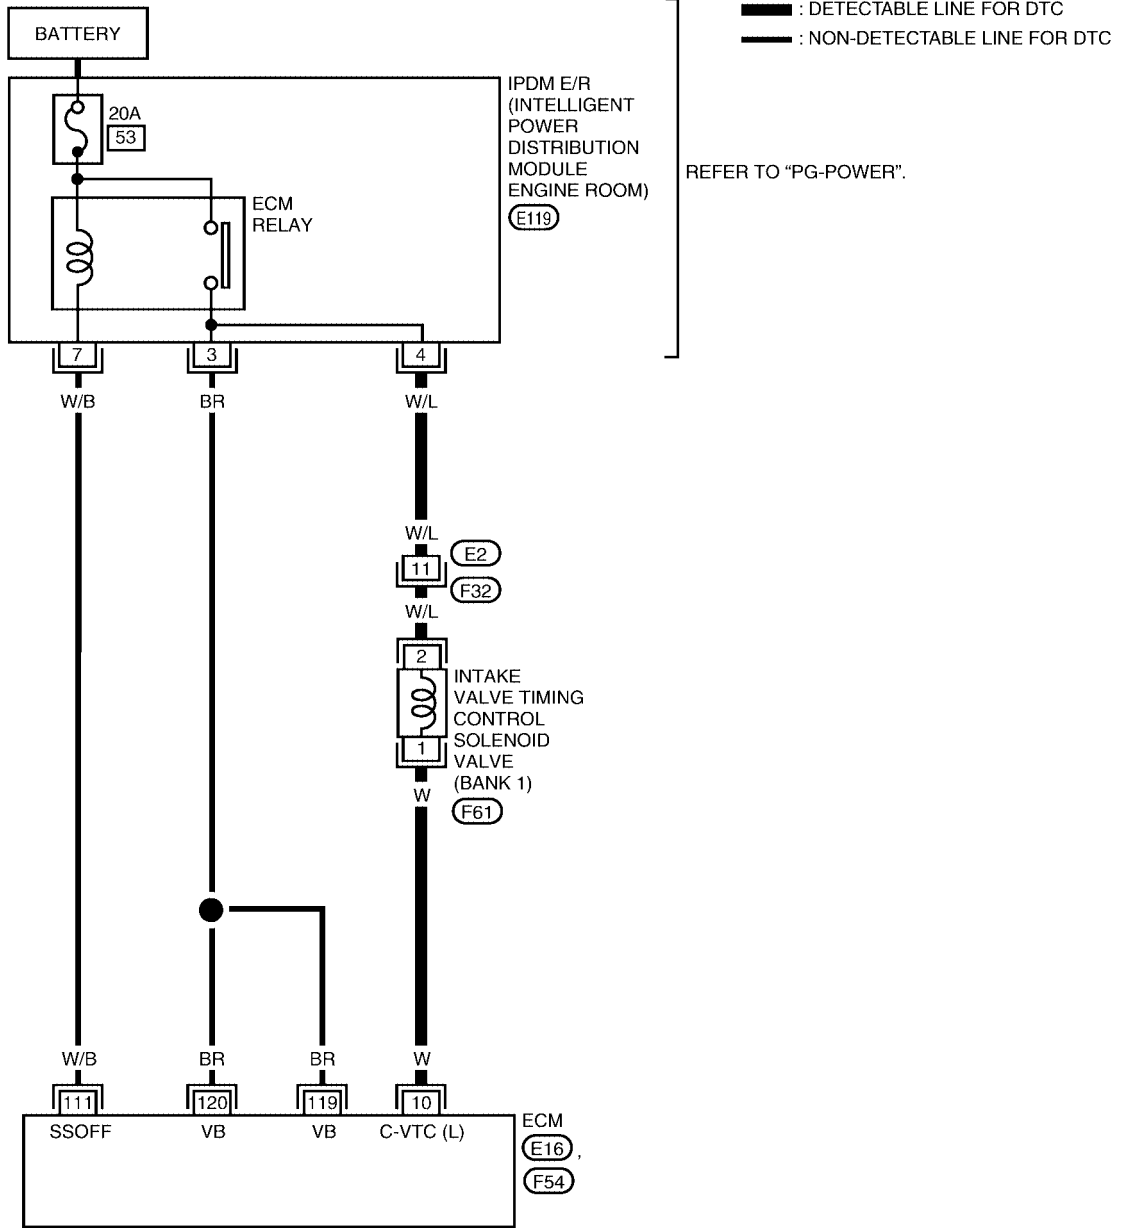 BATTERY
: DETECTABLE LINE FOR DTC
: NON-DETECTABLE LINE FOR DTC
20A
53
IPDM E/R
(INTELLIGENT
POWER
DISTRIBUTION
MODULE
ENGINE ROOM)
E119
REFER TO “PG-POWER”.
ECM
RELAY
7
3
4
W/B
BR
W/L
W/L
E2
11
F32
W/L
2
INTAKE
VALVE TIMING
CONTROL
SOLENOID
VALVE
(BANK 1)
1
W
F61
W/B
BR
BR
W
111
120
119
10
SSOFF
VB
VB
C-VTC (L)
ECM
E16 ,
F54